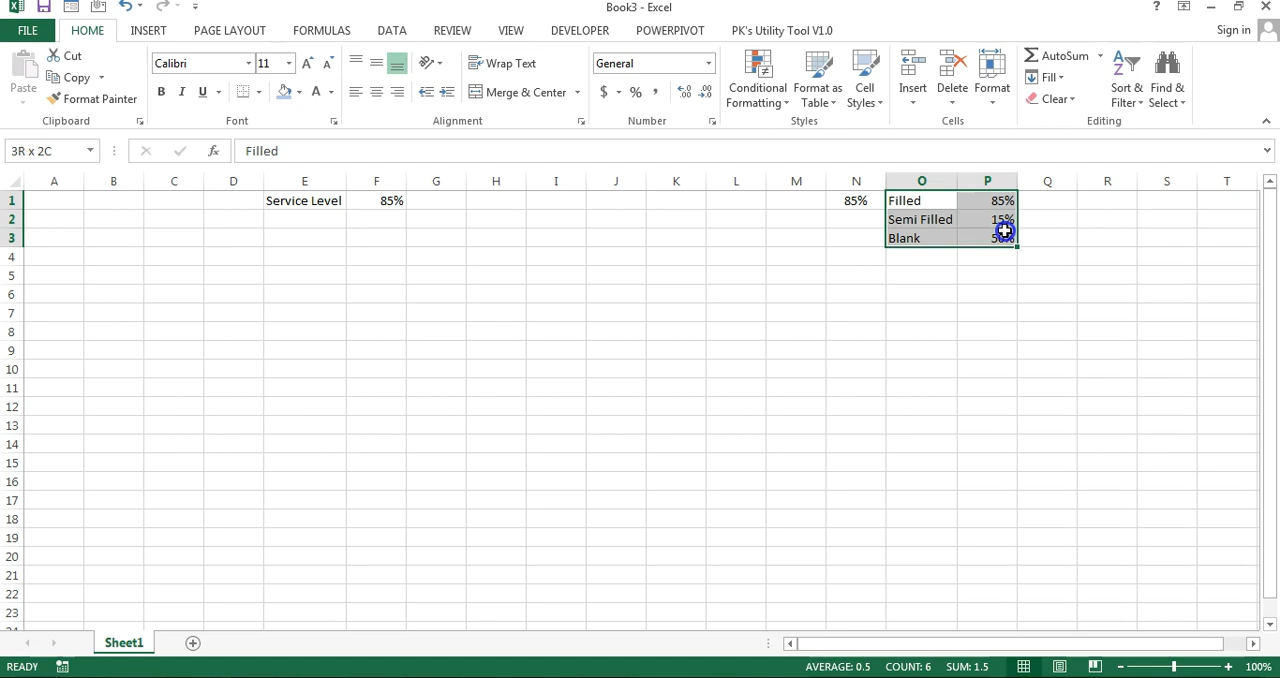 Book3 - Excel
FILE HOME INSERT PAGE LAYOUT FORMULAS DATA REVIEW VIEW DEVELOPER POWERPIVOT PK's Utility Tool V1.0 Sign in
Paste
Cut
Copy
Format Painter
Clipboard
Calibri 11
B I U
Font
Wrap Text
Merge & Center
Alignment
General
$ % ,
Number
Conditional Formatting
Format as Table
Cell Styles
Styles
Insert
Delete
Format
Cells
AutoSum
Fill
Clear
Sort & Filter
Find & Select
Editing
3R x 2C fx Filled
A B C D E F G H I J K L M N O P Q R S T
1 Service Level 85% 85% Filled 85%
2 Semi Filled 15%
3 Blank
4
5
6
7
8
9
10
11
12
13
14
15
16
17
18
19
20
21
22
23
Sheet1
READY AVERAGE: 0.5 COUNT: 6 SUM: 1.5 100%